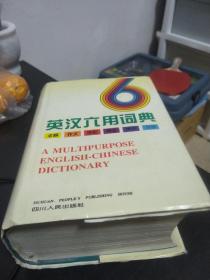 6
英汉六用词典
A MULTIPURPOSE
ENGLISH-CHINESE
DICTIONARY
SICHUAN PEOPLE'S PUBLISHING HOUSE
四川人民出版社